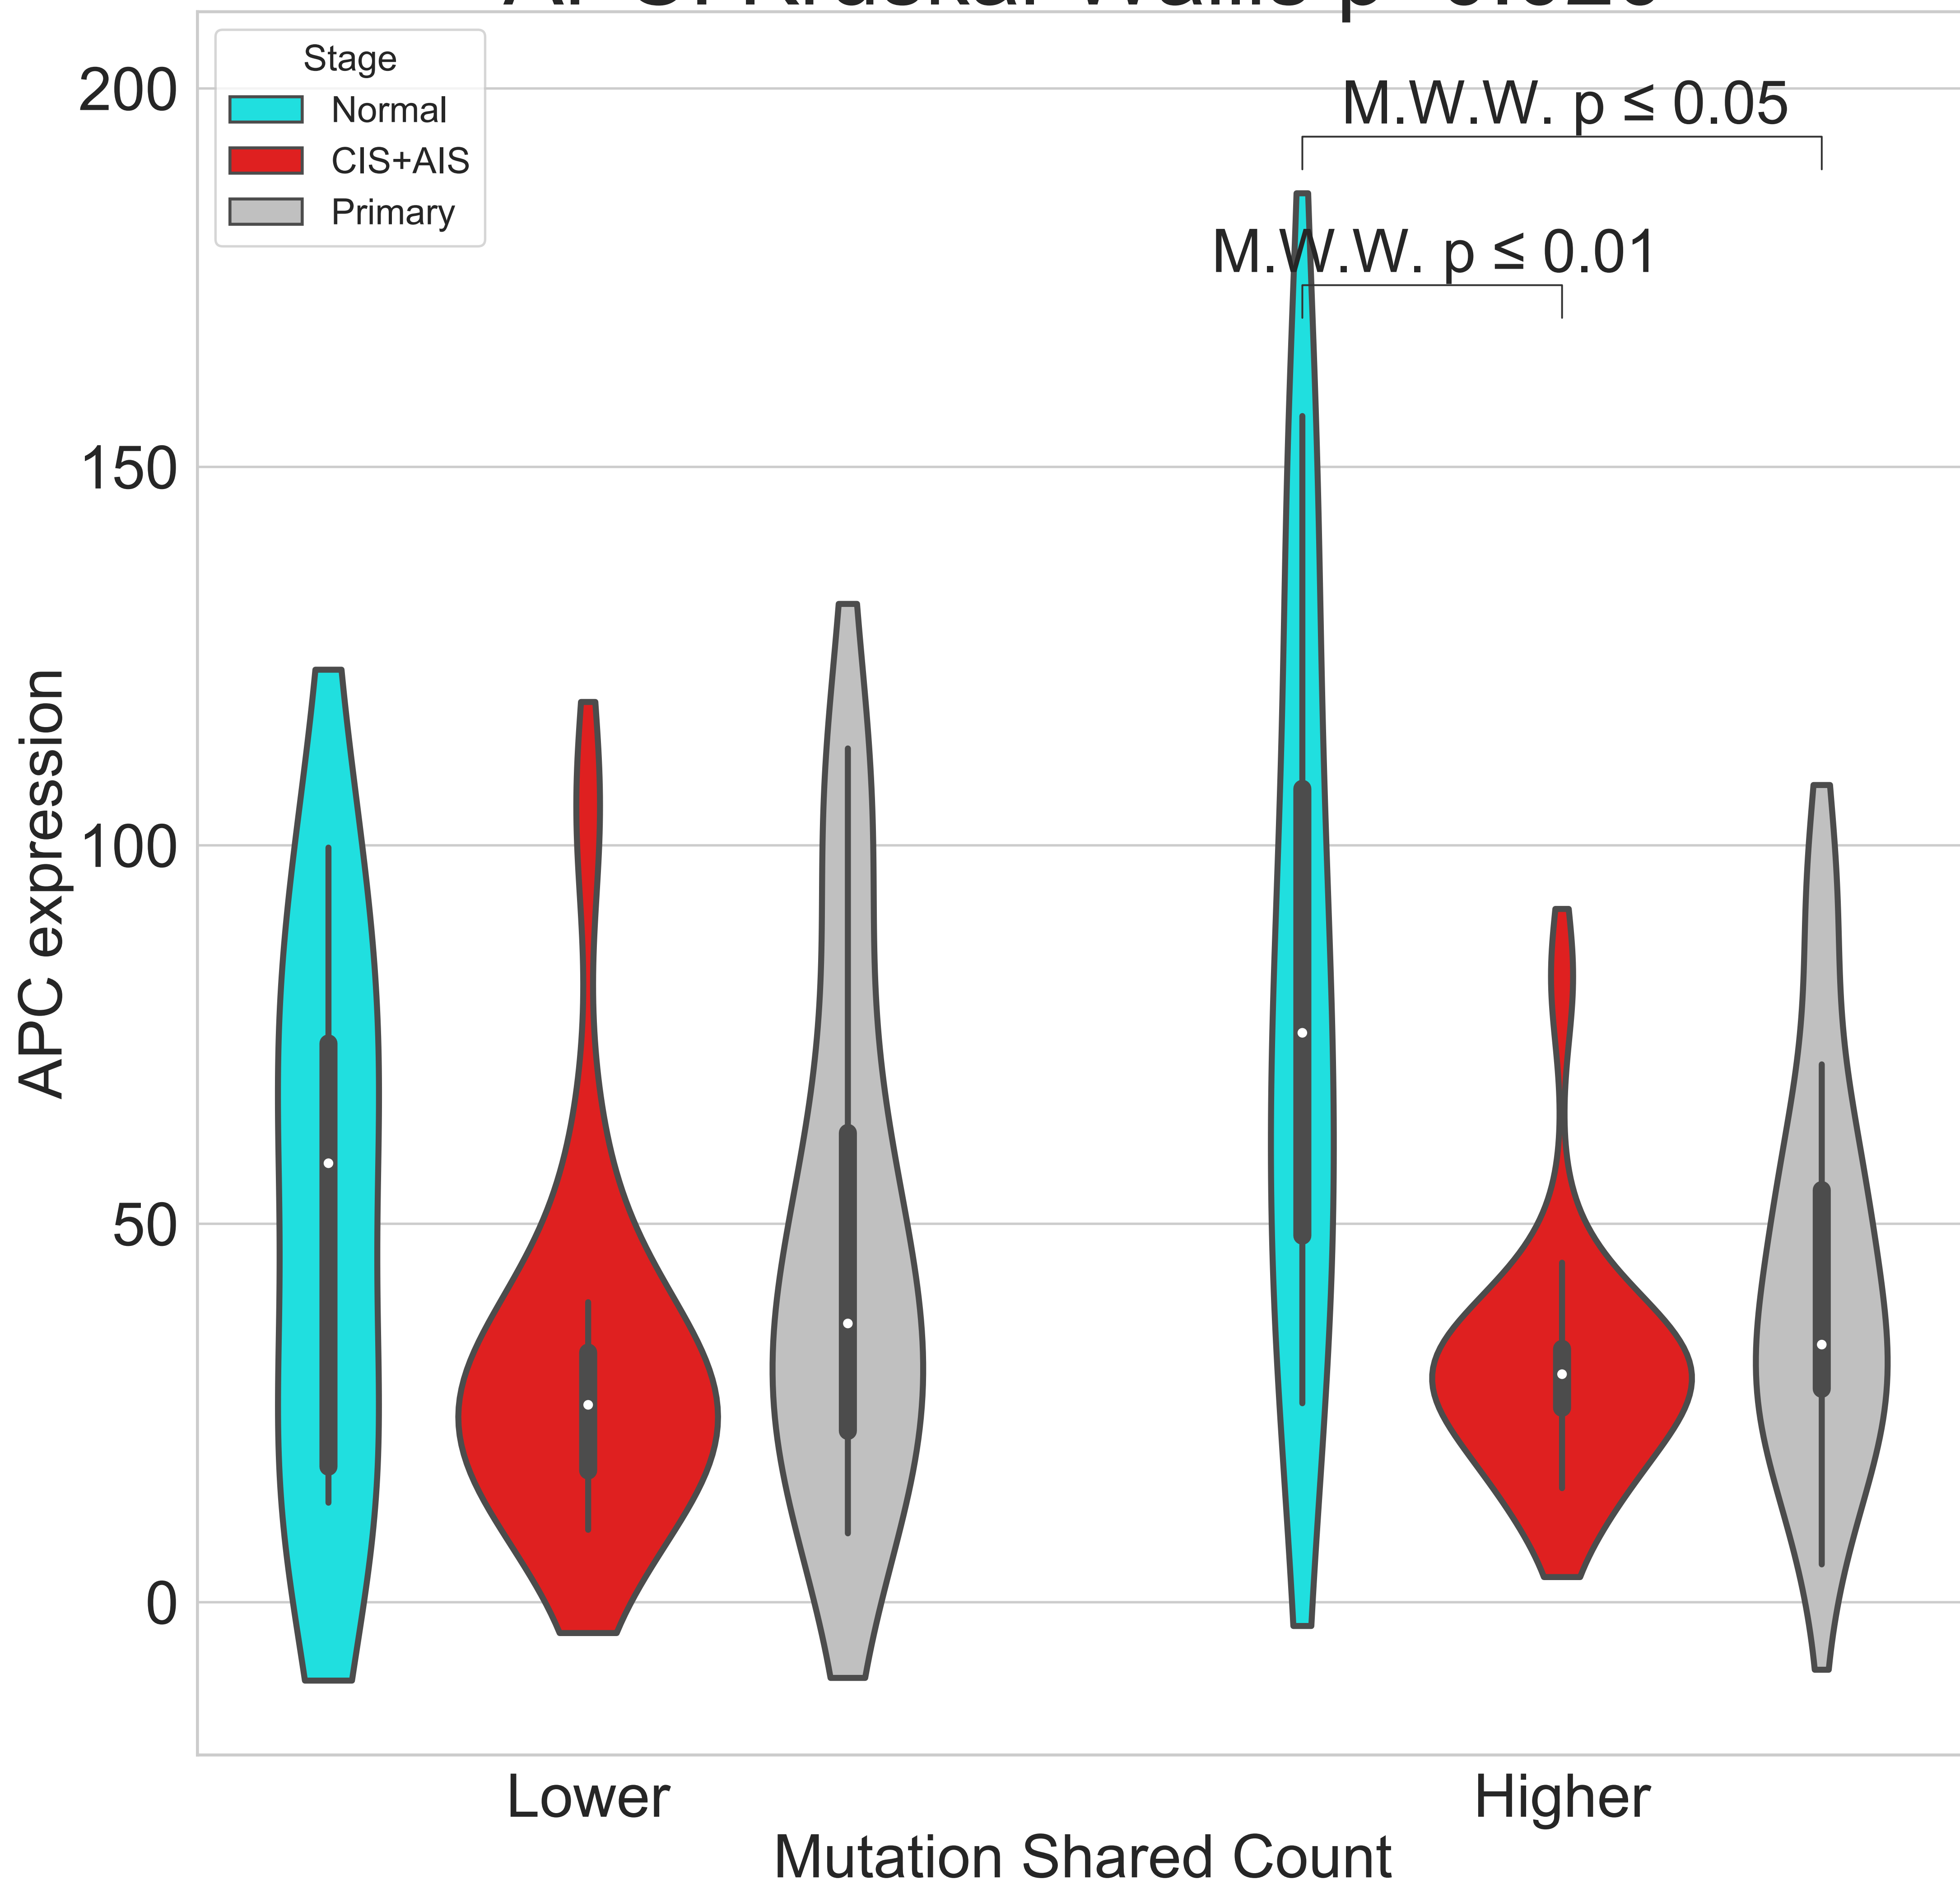 Stage
Normal
CIS+AIS
Primary
M.W.W. p ≤ 0.05
M.W.W. p ≤ 0.01
200
150
100
50
0
APC expression
Lower
Higher
Mutation Shared Count